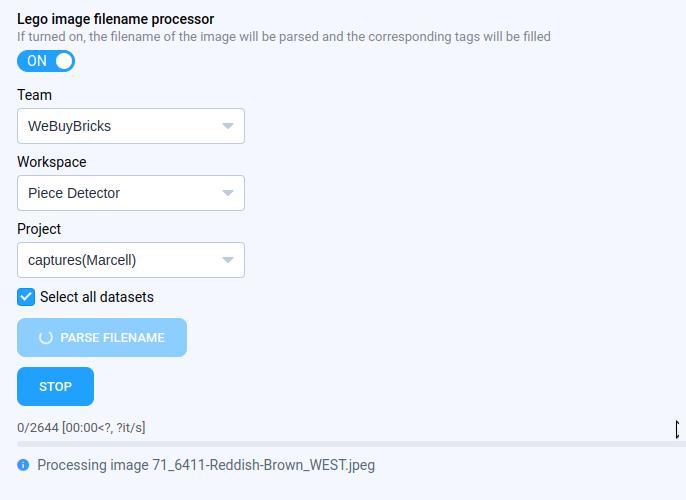 Lego image filename processor
If turned on, the filename of the image will be parsed and the corresponding tags will be filled
ON
Team
WeBuyBricks
Workspace
Piece Detector
Project
captures(Marcell)
Select all datasets
PARSE FILENAME
STOP
0/2644 [00:00<?, ?it/s]
Processing image 71_6411-Reddish-Brown_WEST.jpeg